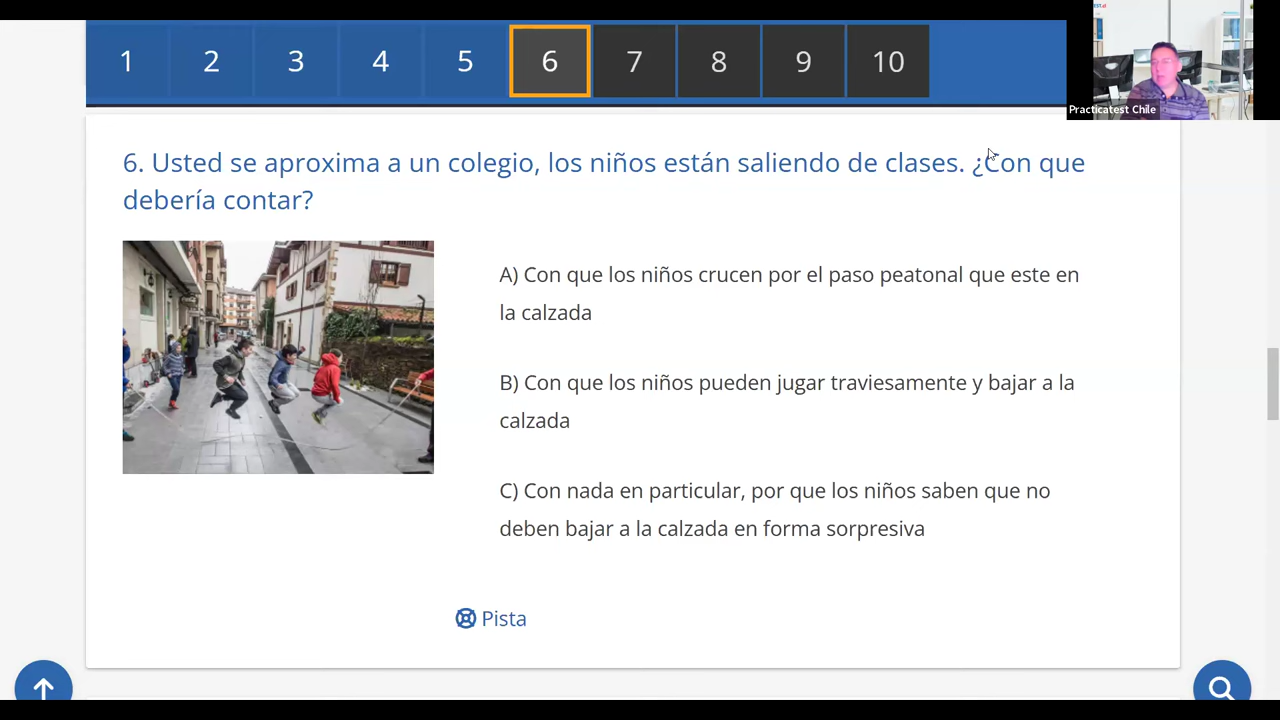 1 2 3 4 5 6 7 8 9 10
Practicatest Chile
6. Usted se aproxima a un colegio, los niños están saliendo de clases. ¿Con que
debería contar?
A) Con que los niños crucen por el paso peatonal que este en
la calzada
B) Con que los niños pueden jugar traviesamente y bajar a la
calzada
C) Con nada en particular, por que los niños saben que no
deben bajar a la calzada en forma sorpresiva
Pista